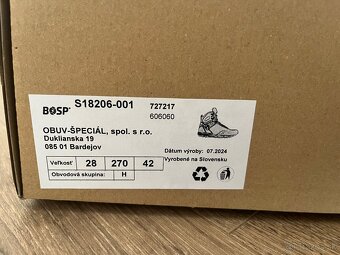 BOSP
S18206-001
727217
606060
OBUV-ŠPECIÁL, spol. s r.o.
Duklianska 19
085 01 Bardejov
Dátum výroby: 07.2024
Vyrobené na Slovensku
Veľkosť: 28 270 42
Obvodová skupina: H